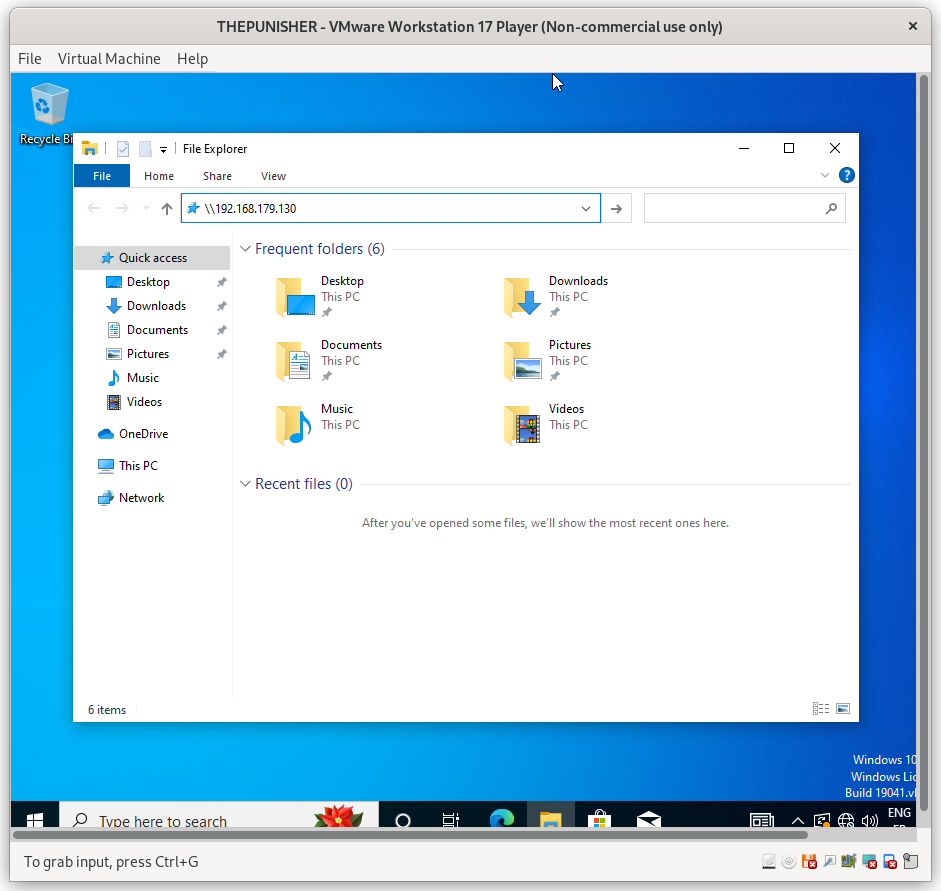 THEPUNISHER - VMware Workstation 17 Player (Non-commercial use only)
File Virtual Machine Help
Recycle Bi
File Explorer
File Home Share View
\\192.168.179.130
Quick access
Desktop
Downloads
Documents
Pictures
Music
Videos
OneDrive
This PC
Network
Frequent folders (6)
Desktop
This PC
Downloads
This PC
Documents
This PC
Pictures
This PC
Music
This PC
Videos
This PC
Recent files (0)
After you've opened some files, we'll show the most recent ones here.
6 items
Windows 10
Windows Lic
Build 19041.vl
Type here to search
ENG
To grab input, press Ctrl+G